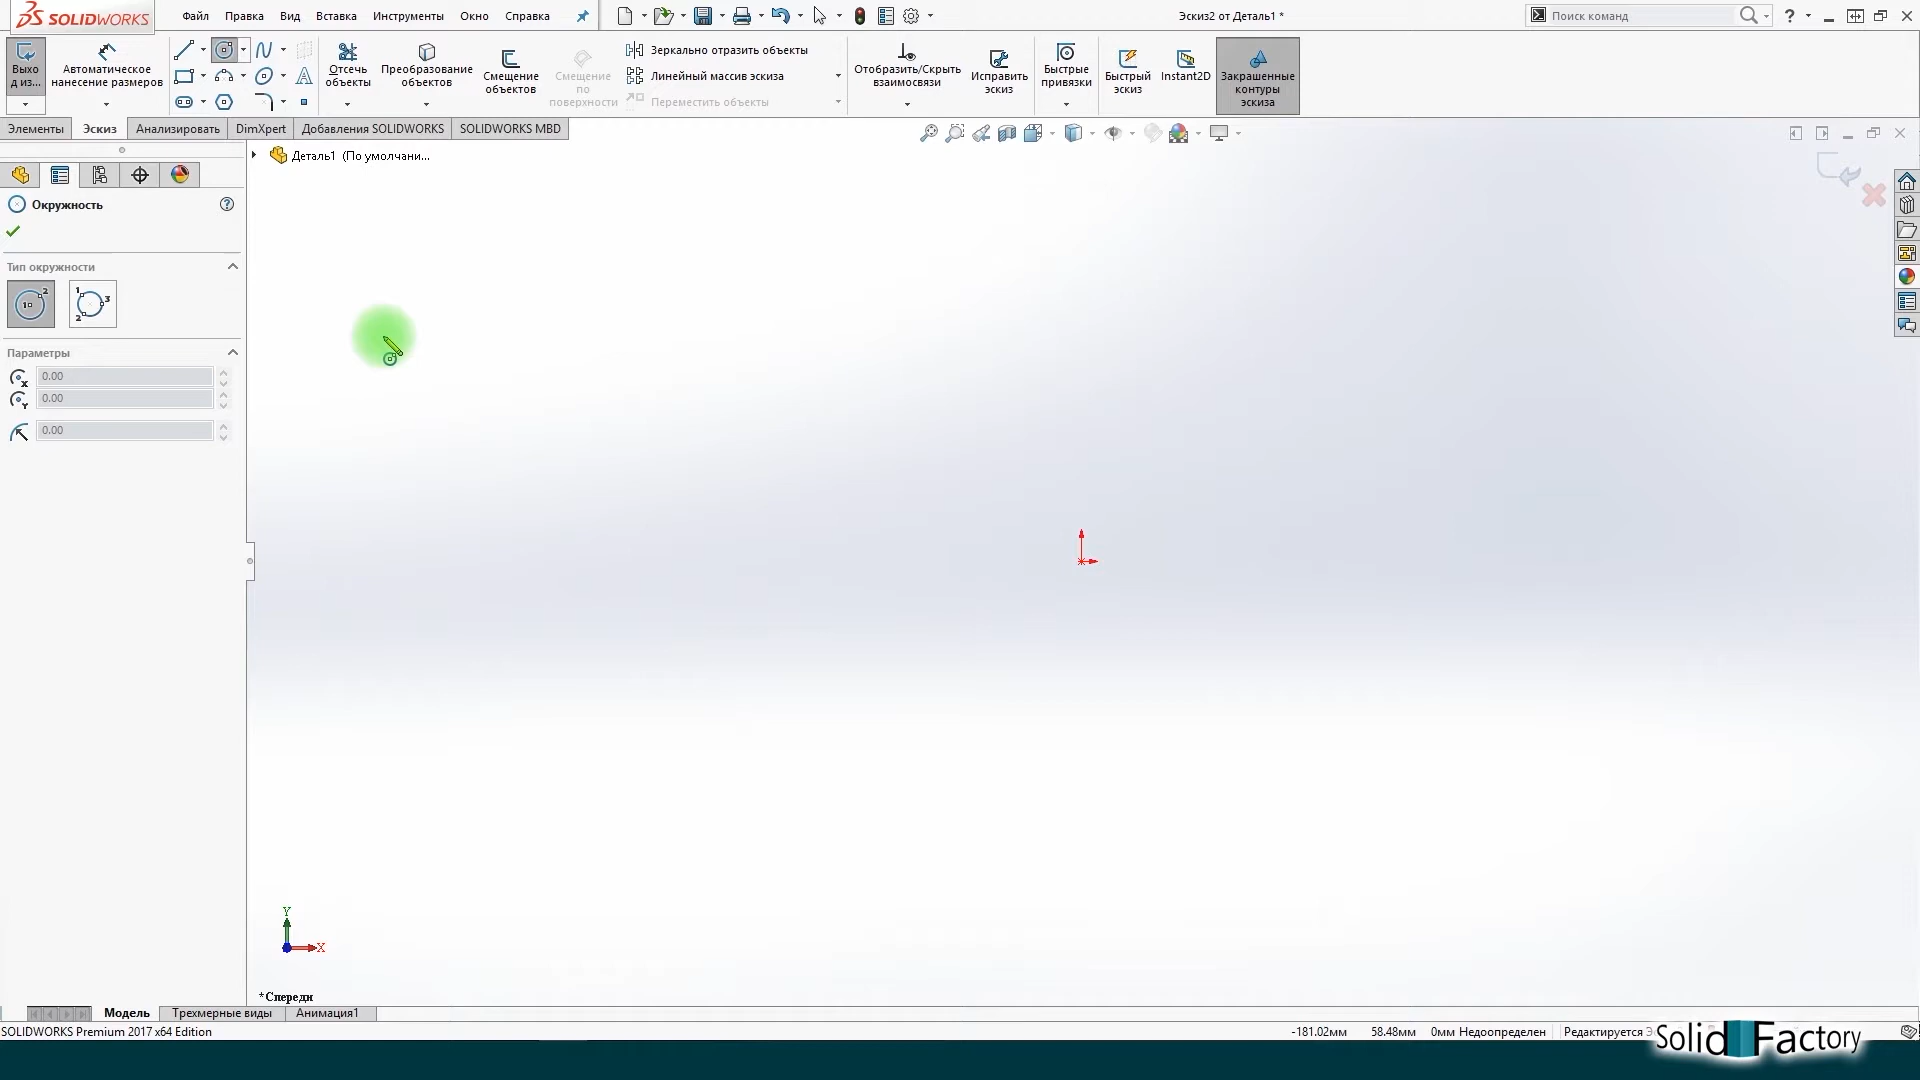 SOLIDWORKS
Файл
Правка
Вид
Вставка
Инструменты
Окно
Справка
Эскиз2 от Деталь1 *
Поиск команд
Выхо
д из...
Автоматическое
нанесение размеров
Отсечь
объекты
Преобразование
объектов
Смещение
объектов
Смещение
по
поверхности
Зеркально отразить объекты
Линейный массив эскиза
Переместить объекты
Отобразить/Скрыть
взаимосвязи
Исправить
эскиз
Быстрые
привязки
Быстрый
эскиз
Instant2D
Закрашенные
контуры
эскиза
Элементы
Эскиз
Анализировать
DimXpert
Добавления SOLIDWORKS
SOLIDWORKS MBD
Деталь1 (По умолчани...
Окружность
Тип окружности
Параметры
0.00
0.00
0.00
Y
X
*Спереди
Модель
Трехмерные виды
Анимация1
SOLIDWORKS Premium 2017 x64 Edition
-181.02мм
58.48мм
0мм
Недоопределен
Редактируется
Solid Factory